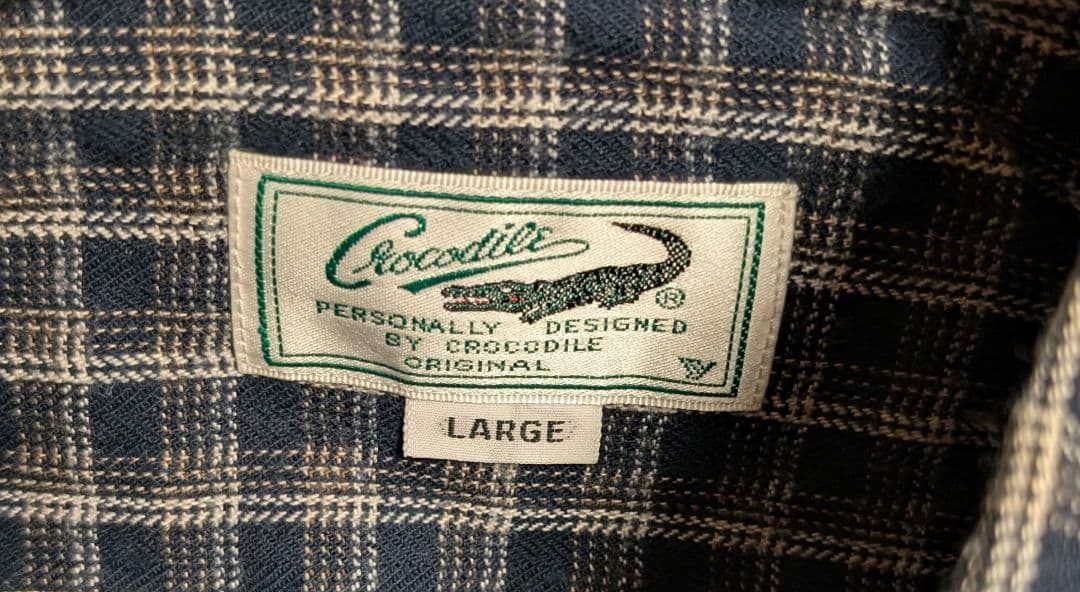 Crocodile
®
PERSONALLY DESIGNED
BY CROCODILE
ORIGINAL
LARGE